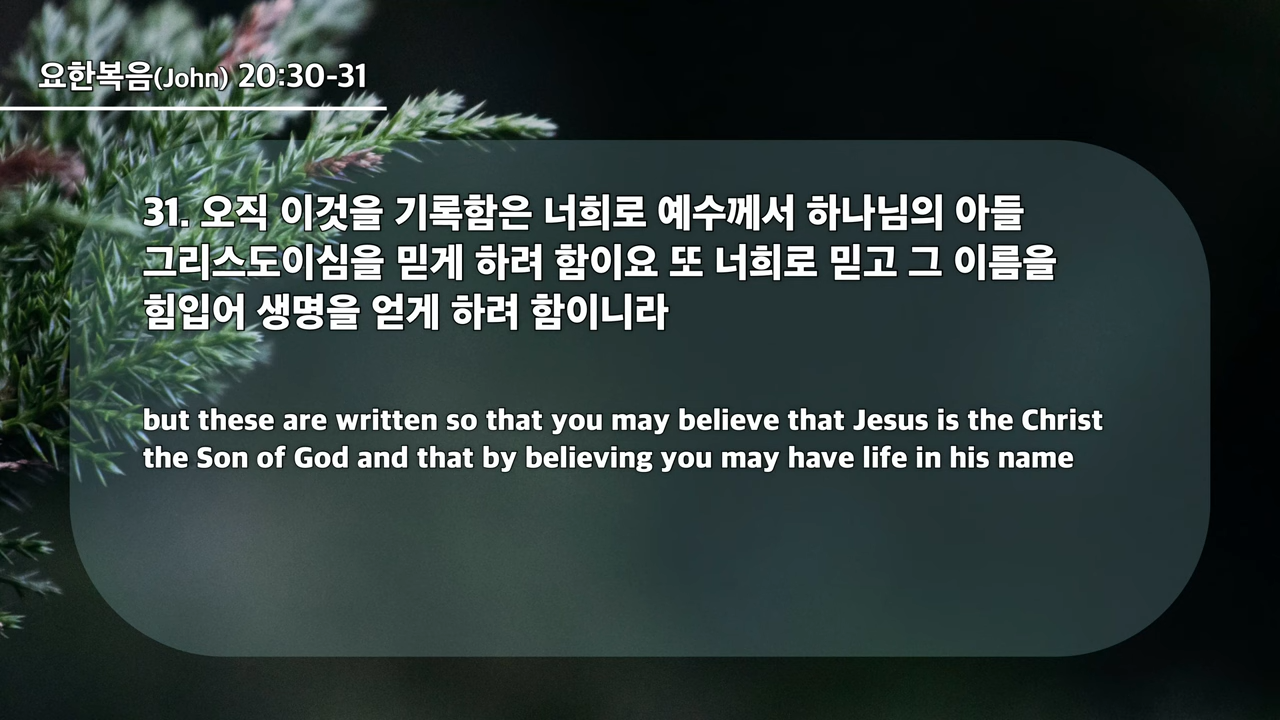 요한복음(John) 20:30-31
31. 오직 이것을 기록함은 너희로 예수께서 하나님의 아들
그리스도이심을 믿게 하려 함이요 또 너희로 믿고 그 이름을
힘입어 생명을 얻게 하려 함이니라
but these are written so that you may believe that Jesus is the Christ
the Son of God and that by believing you may have life in his name